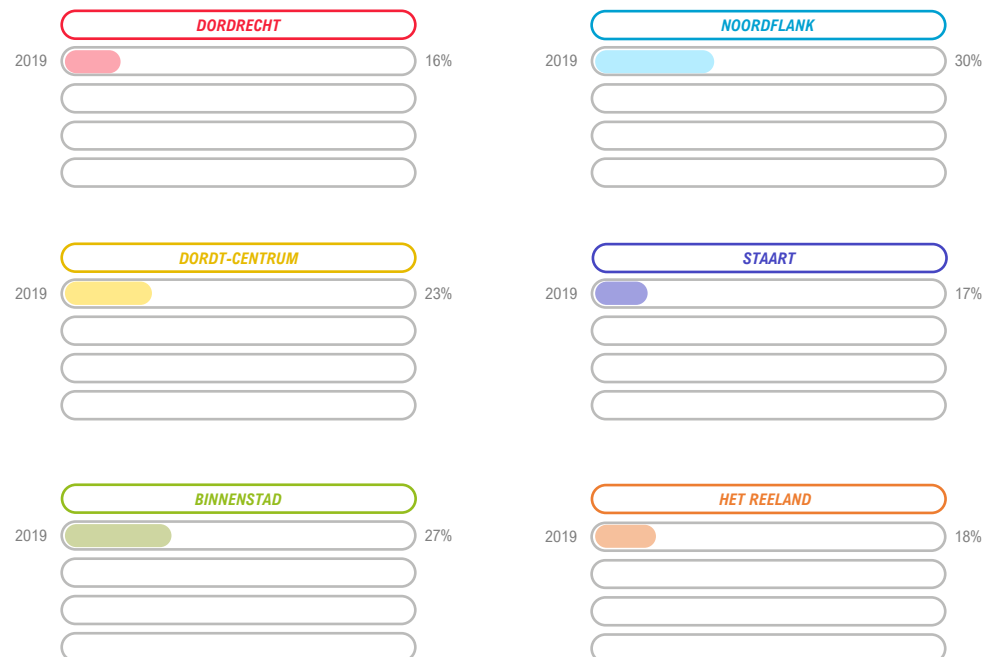 DORDRECHT
2019 16%
NOORDFLANK
2019 30%
DORDT-CENTRUM
2019 23%
STAART
2019 17%
BINNENSTAD
2019 27%
HET REELAND
2019 18%